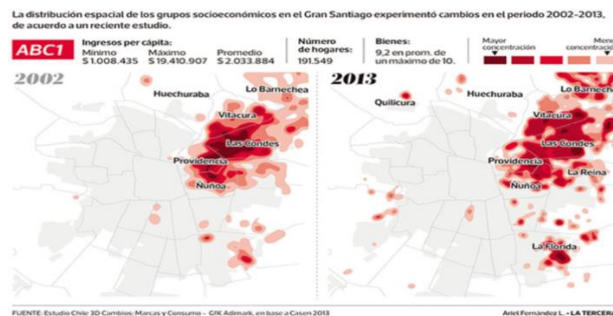 La distribución espacial de los grupos socioeconómicos en el Gran Santiago experimentó cambios en el periodo 2002-2013,
de acuerdo a un reciente estudio.
ABC1
Ingresos per cápita:
Mínimo Máximo Promedio
$ 1.008.435 $ 19.410.907 $ 2.033.884
Número
de hogares:
191.549
Bienes:
9,2 en prom. de
un máximo de 10.
Mayor
concentración
Meno
concentración
2002
Huechuraba
Lo Barnechea
Vitacura
Las Condes
Providencia
Ñuñoa
2013
Quilicura
Huechuraba
Lo Barnechea
Vitacura
Las Condes
Providencia
La Reina
Ñuñoa
La Florida
FUENTE: Estudio Chile 3D Cambios: Marcas y Consumo - GfK Adimark, en base a Casen 2013
Ariel Fernández L. - LA TERCERA